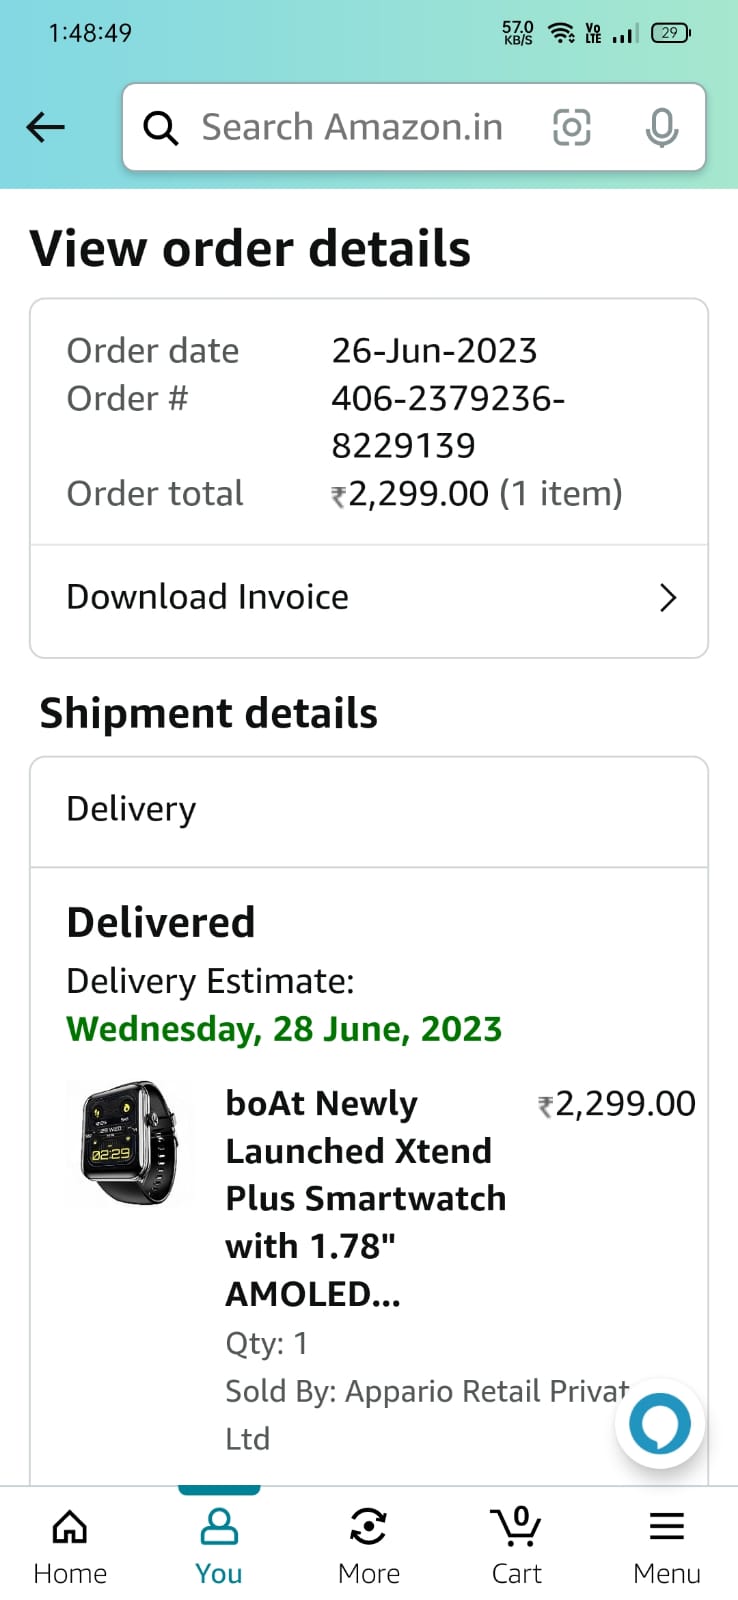 1:48:49
57.0 KB/S
Vo LTE
29
Search Amazon.in
View order details
Order date 26-Jun-2023
Order # 406-2379236-
8229139
Order total ₹2,299.00 (1 item)
Download Invoice
Shipment details
Delivery
Delivered
Delivery Estimate:
Wednesday, 28 June, 2023
02:29
boAt Newly ₹2,299.00
Launched Xtend
Plus Smartwatch
with 1.78"
AMOLED...
Qty: 1
Sold By: Appario Retail Privat
Ltd
0
Home You More Cart Menu